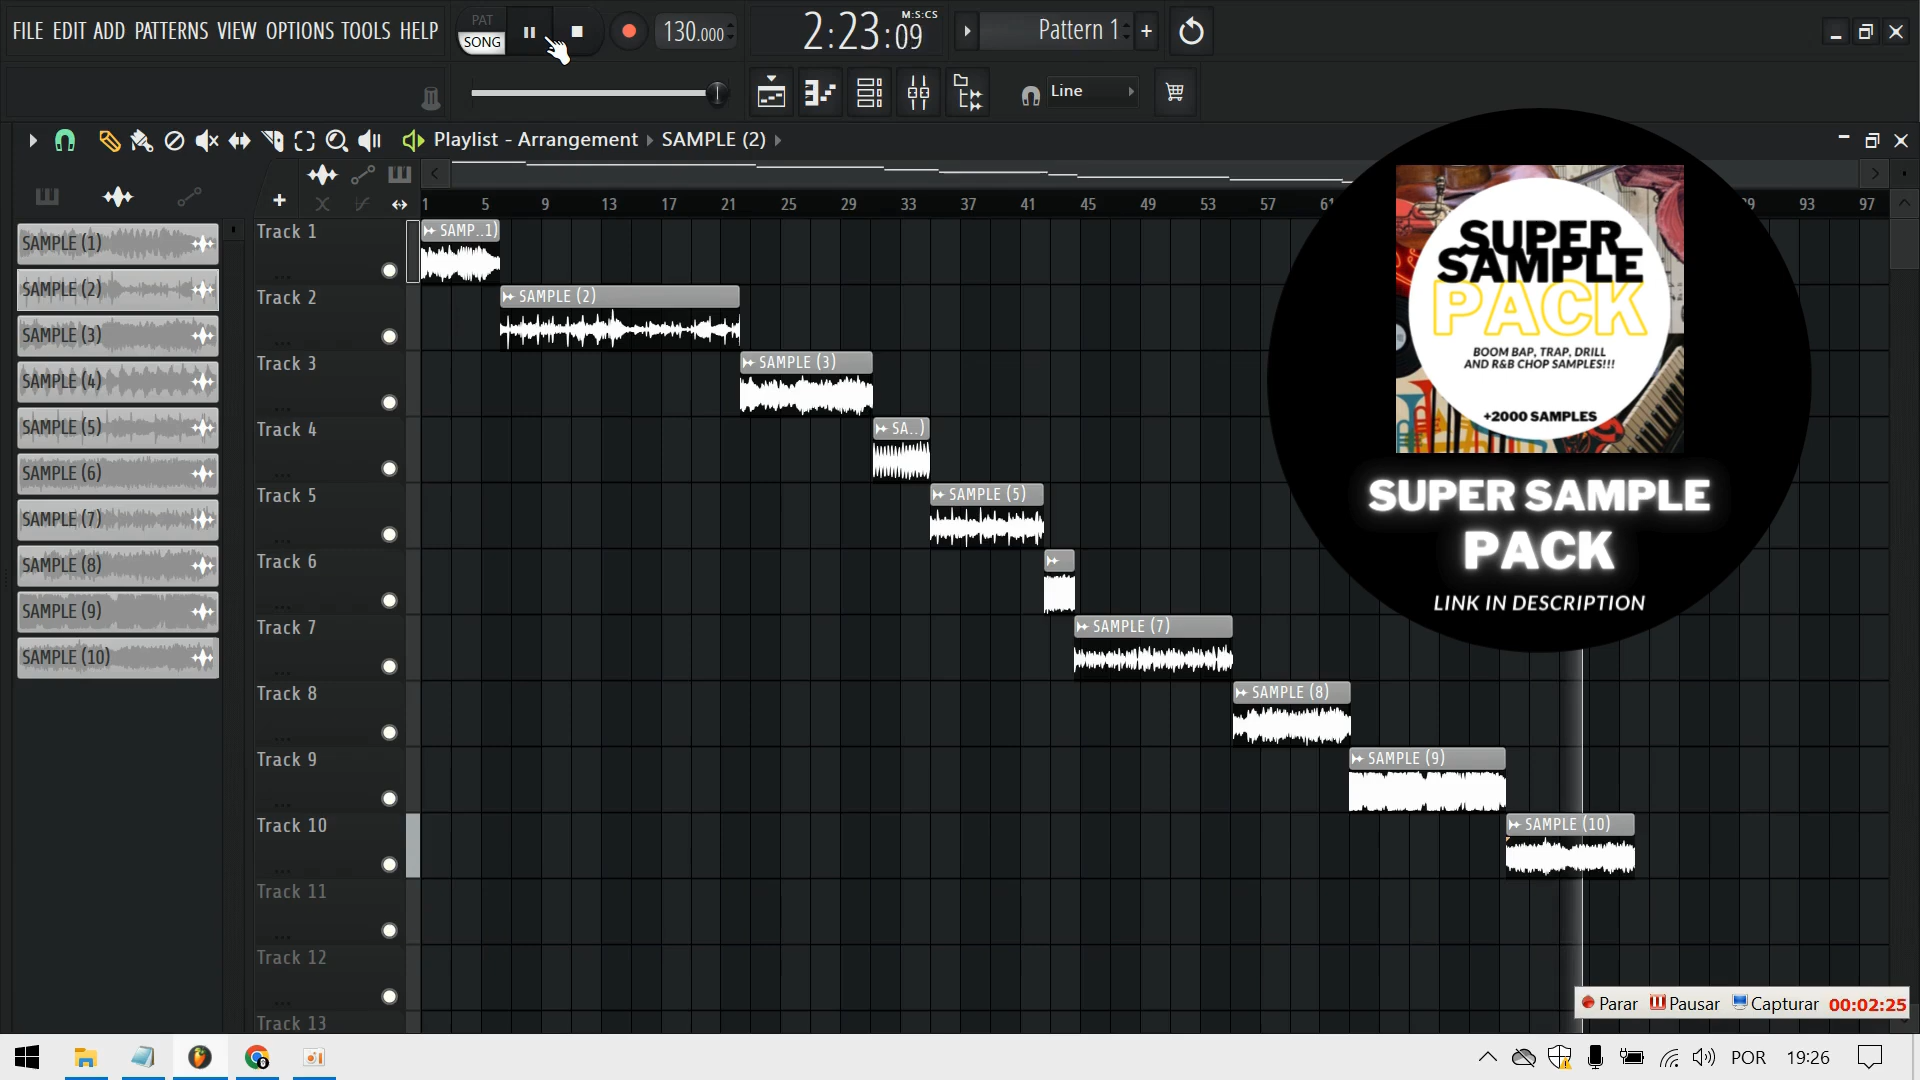 FILE EDIT ADD PATTERNS VIEW OPTIONS TOOLS HELP
PAT
SONG
130.000
2:23:09
M:S:CS
Pattern 1
Line
Playlist - Arrangement
SAMPLE (2)
1 5 9 13 17 21 25 29 33 37 41 45 49 53 57 61 89 93 97
SAMPLE (1)
SAMPLE (2)
SAMPLE (3)
SAMPLE (4)
SAMPLE (5)
SAMPLE (6)
SAMPLE (7)
SAMPLE (8)
SAMPLE (9)
SAMPLE (10)
Track 1
SAMP..1)
Track 2
SAMPLE (2)
Track 3
SAMPLE (3)
Track 4
SA..)
Track 5
SAMPLE (5)
Track 6
Track 7
SAMPLE (7)
Track 8
SAMPLE (8)
Track 9
SAMPLE (9)
Track 10
SAMPLE (10)
Track 11
Track 12
Track 13
SUPER
SAMPLE
PACK
BOOM BAP, TRAP, DRILL
AND R&B CHOP SAMPLES!!!
+2000 SAMPLES
SUPER SAMPLE
PACK
LINK IN DESCRIPTION
Parar Pausar Capturar 00:02:25
POR 19:26